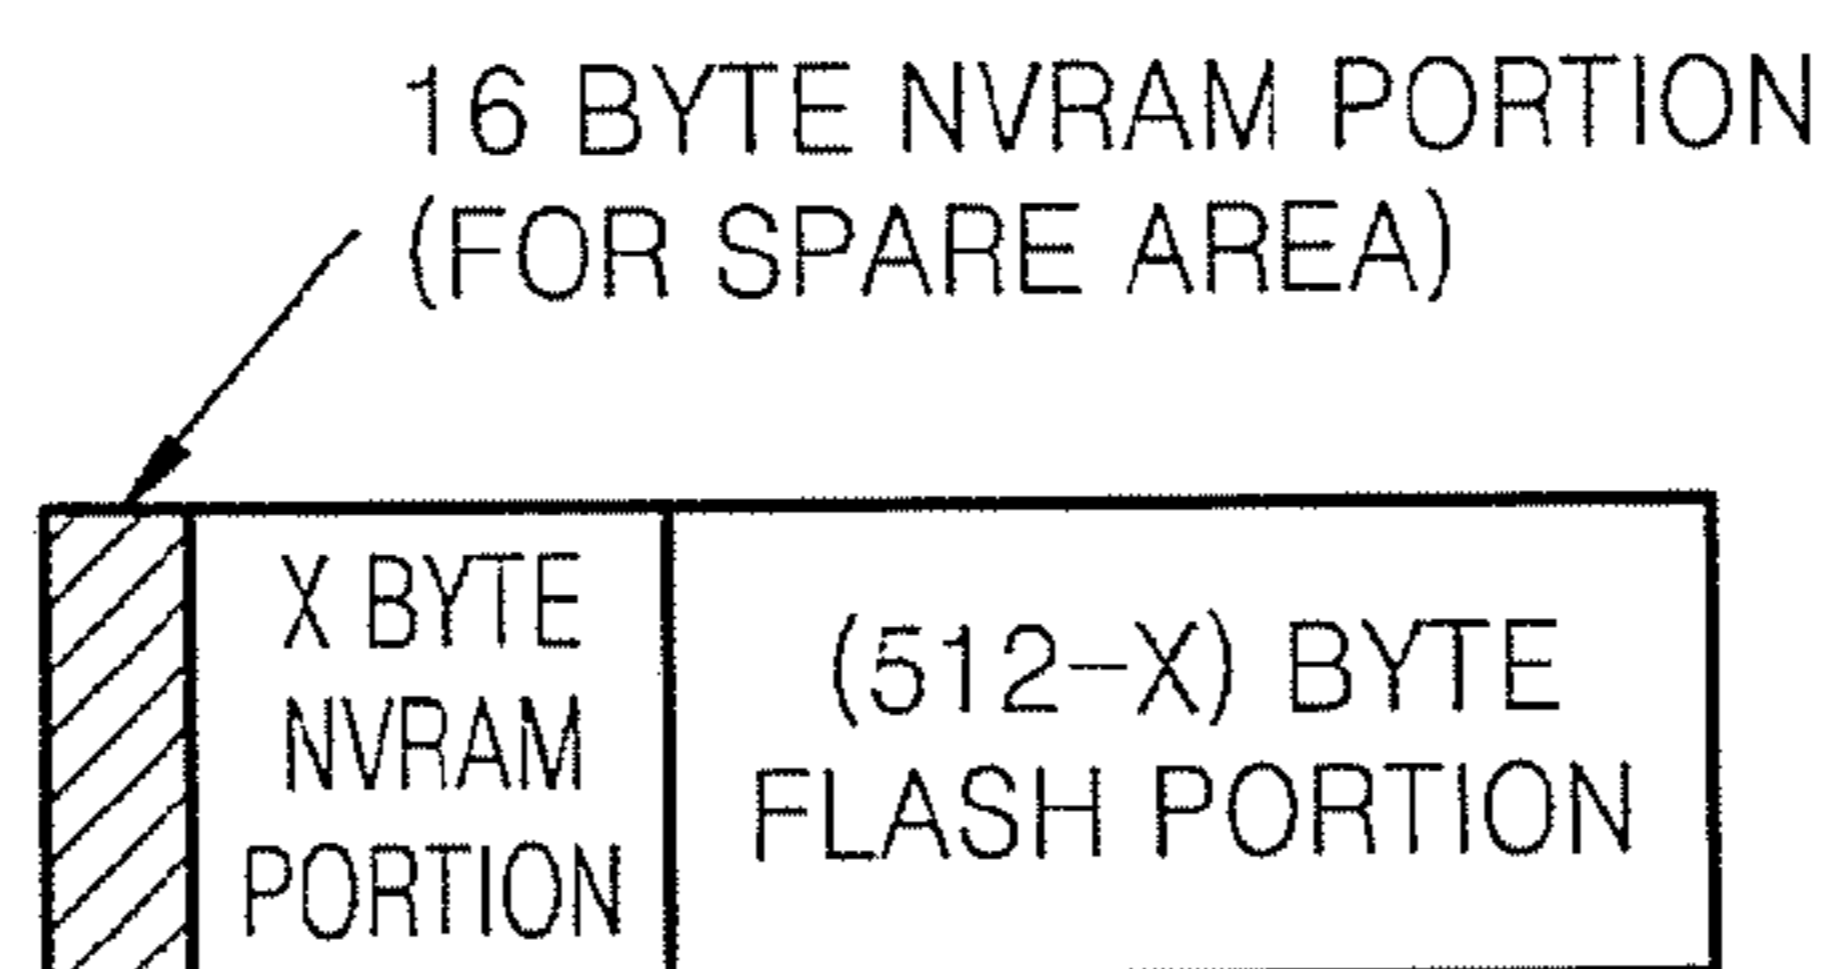 16 BYTE NVRAM PORTION
(FOR SPARE AREA)
X BYTE
NVRAM
PORTION
(512-X) BYTE
FLASH PORTION